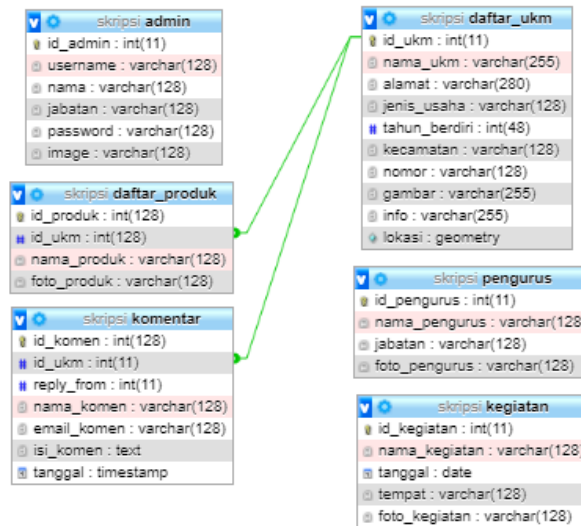 skripsi admin
id_admin : int(11)
username : varchar(128)
nama : varchar(128)
jabatan : varchar(128)
password : varchar(128)
image : varchar(128)
skripsi daftar_produk
id_produk : int(128)
id_ukm : int(128)
nama_produk : varchar(128)
foto_produk : varchar(128)
skripsi komentar
id_komen : int(128)
id_ukm : int(11)
reply_from : int(11)
nama_komen : varchar(128)
email_komen : varchar(128)
isi_komen : text
tanggal : timestamp
skripsi daftar_ukm
id_ukm : int(11)
nama_ukm : varchar(255)
alamat : varchar(280)
jenis_usaha : varchar(128)
tahun_berdiri : int(48)
kecamatan : varchar(128)
nomor : varchar(128)
gambar : varchar(255)
info : varchar(255)
lokasi : geometry
skripsi pengurus
id_pengurus : int(11)
nama_pengurus : varchar(128
jabatan : varchar(128)
foto_pengurus : varchar(128)
skripsi kegiatan
id_kegiatan : int(11)
nama_kegiatan : varchar(128
tanggal : date
tempat : varchar(128)
foto_kegiatan : varchar(128)